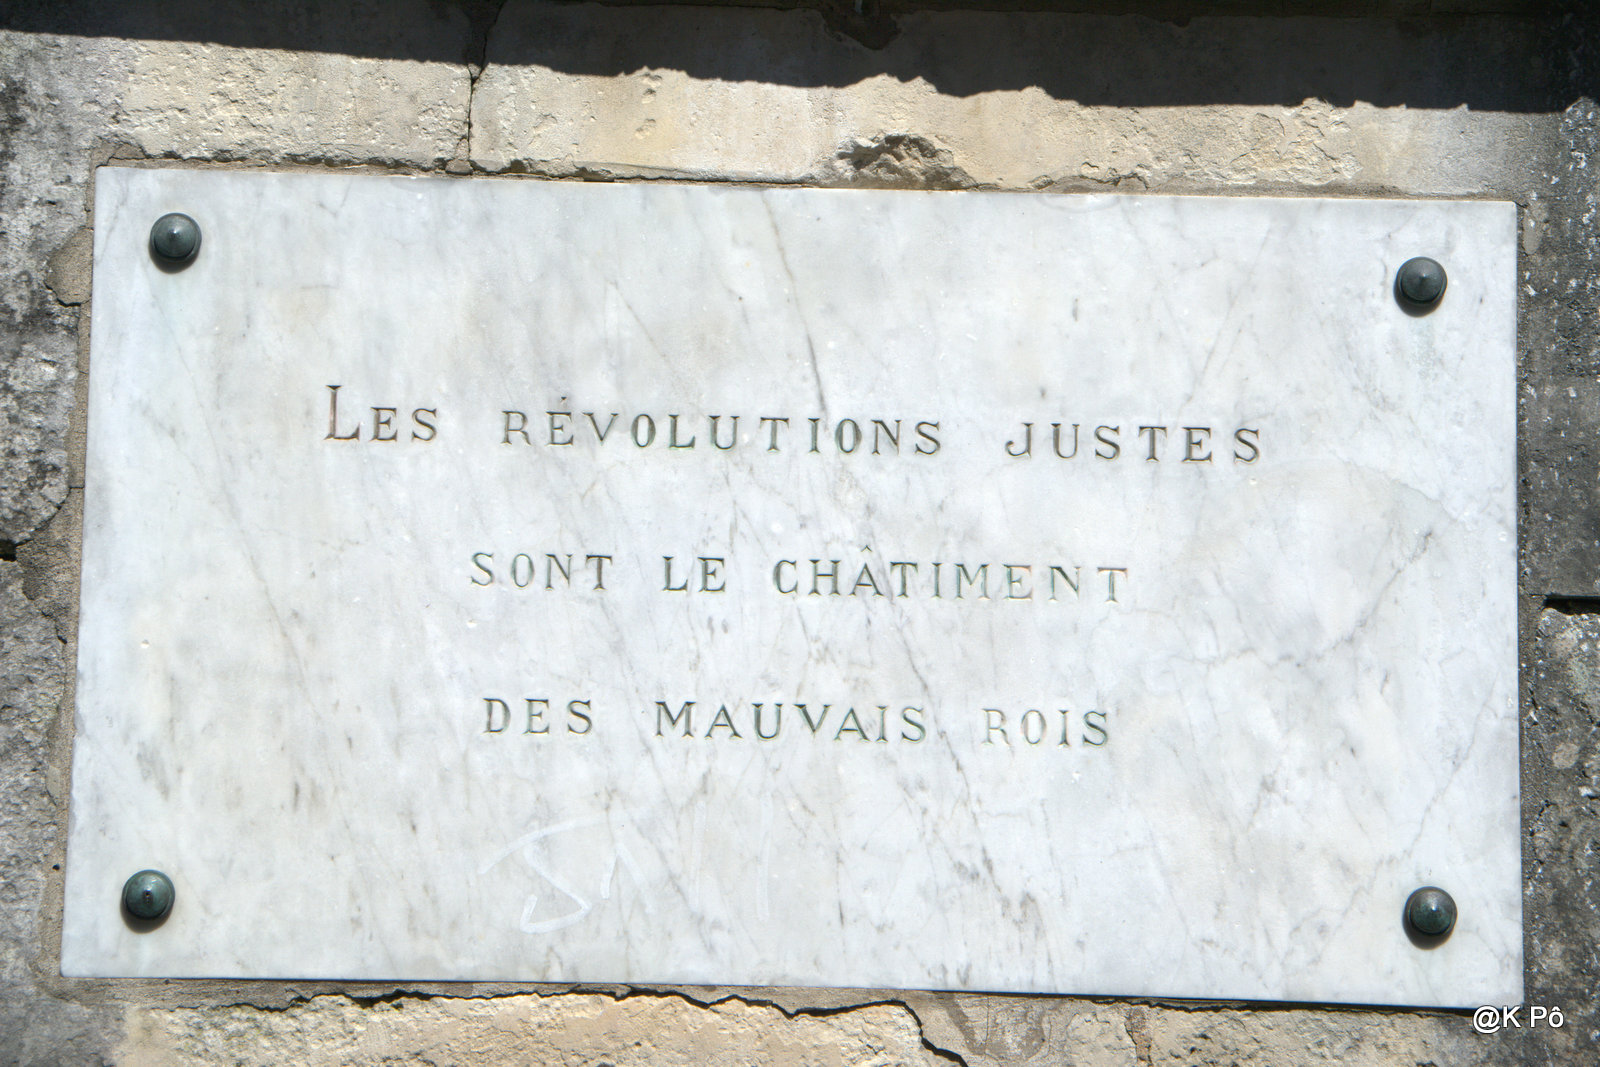 LES RÉVOLUTIONS JUSTES
SONT LE CHÂTIMENT
DES MAUVAIS ROIS
@K Pô